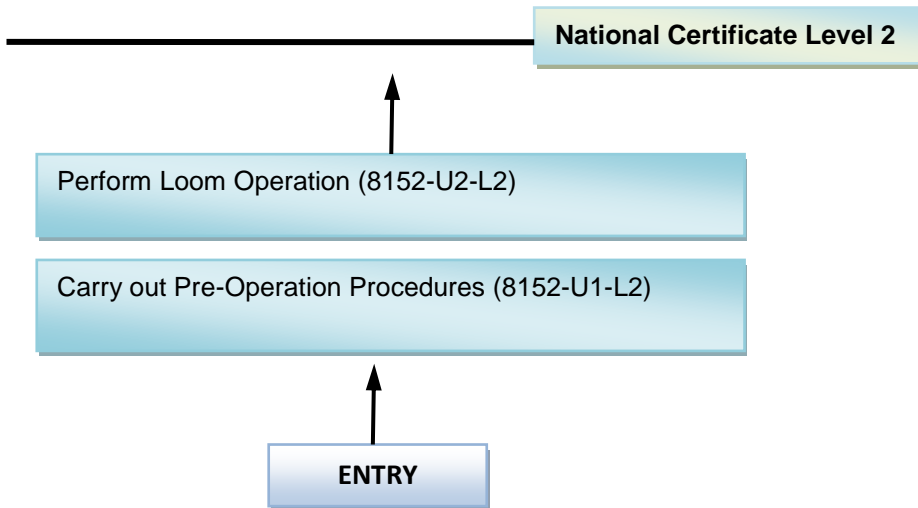 National Certificate Level 2
Perform Loom Operation (8152-U2-L2)
Carry out Pre-Operation Procedures (8152-U1-L2)
ENTRY